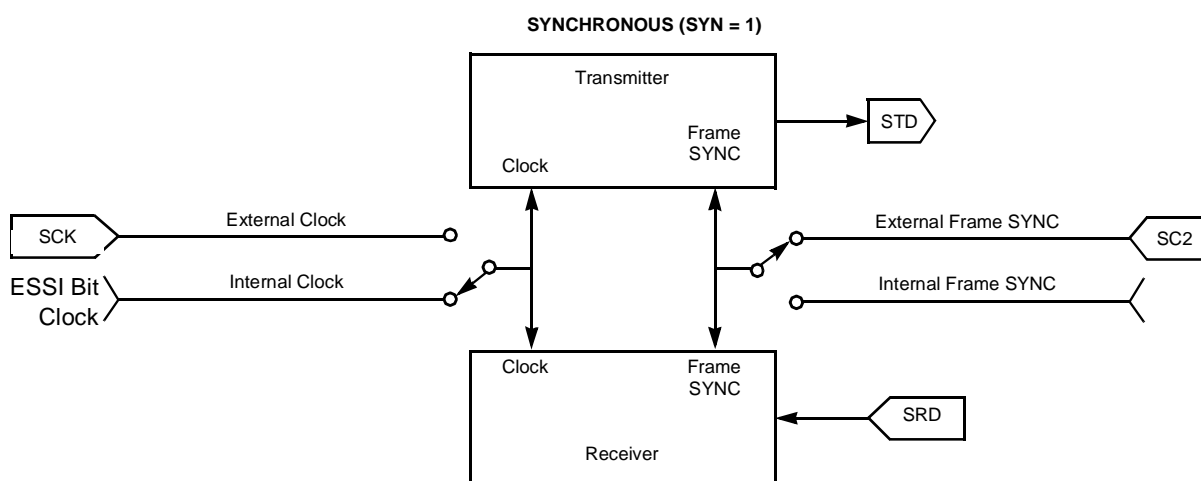 SYNCHRONOUS (SYN = 1)
Transmitter
STD
Frame
SYNC
Clock
External Clock
External Frame SYNC
SCK
SC2
ESSI Bit
Clock
Internal Clock
Internal Frame SYNC
Clock
Frame
SYNC
SRD
Receiver